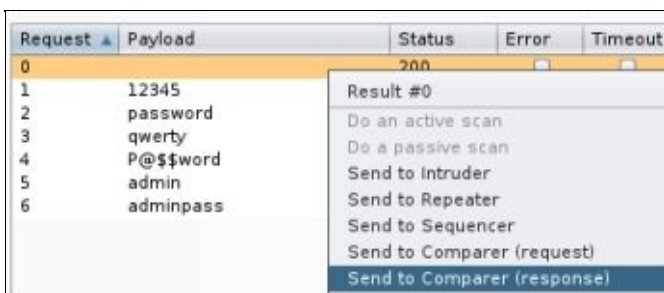 Request Payload Status Error Timeout
0 200
1 12345
2 password
3 qwerty
4 P@$$word
5 admin
6 adminpass
Result #0
Do an active scan
Do a passive scan
Send to Intruder
Send to Repeater
Send to Sequencer
Send to Comparer (request)
Send to Comparer (response)